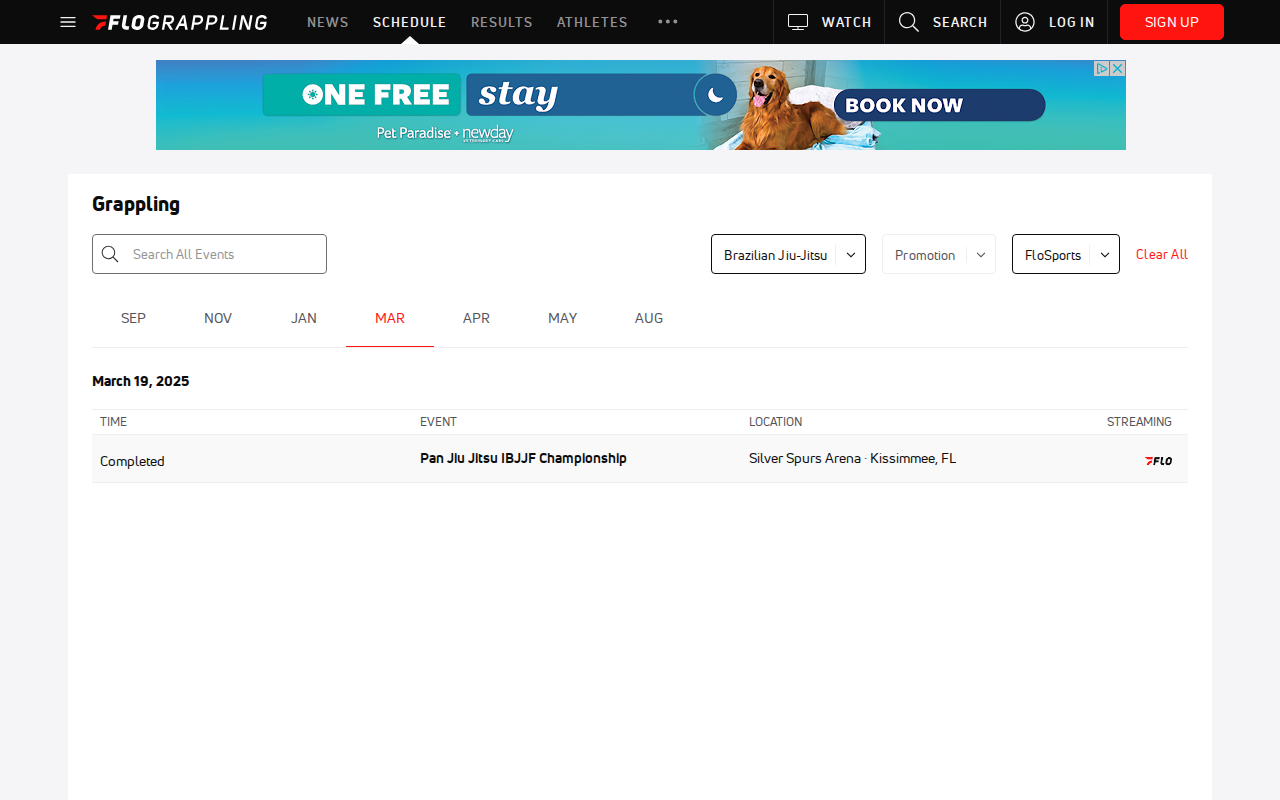 FLOGRAPPLING NEWS SCHEDULE RESULTS ATHLETES WATCH SEARCH LOG IN SIGN UP
ONE FREE stay BOOK NOW
Pet Paradise + newday
VETERINARY CARE
Grappling
Search All Events Brazilian Jiu-Jitsu Promotion FloSports Clear All
SEP NOV JAN MAR APR MAY AUG
March 19, 2025
TIME EVENT LOCATION STREAMING
Completed Pan Jiu Jitsu IBJJF Championship Silver Spurs Arena · Kissimmee, FL FLO